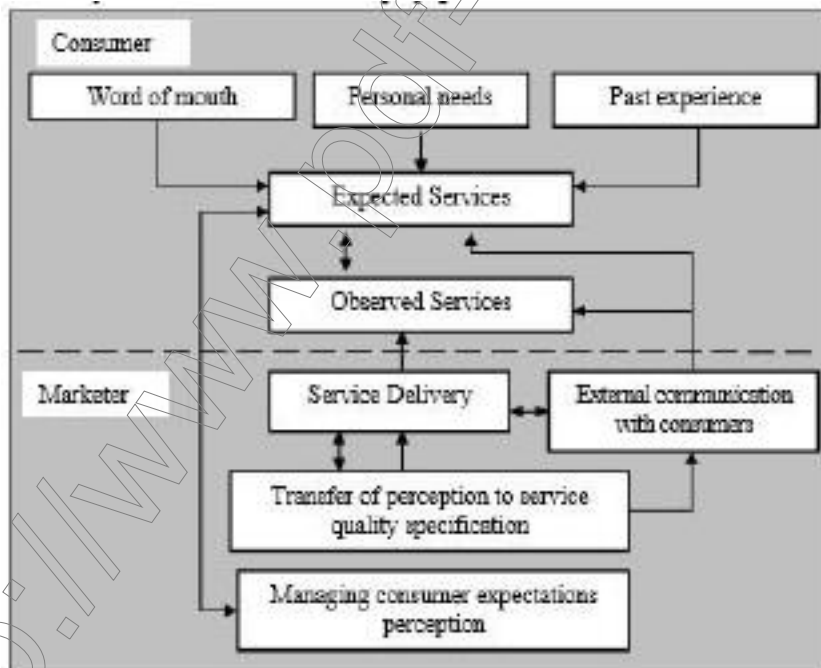 Consumer
Word of mouth
Personal needs
Past experience
Expected Services
Observed Services
Marketer
Service Delivery
External communication
with consumers
Transfer of perception to service
quality specification
Managing consumer expectations
perception